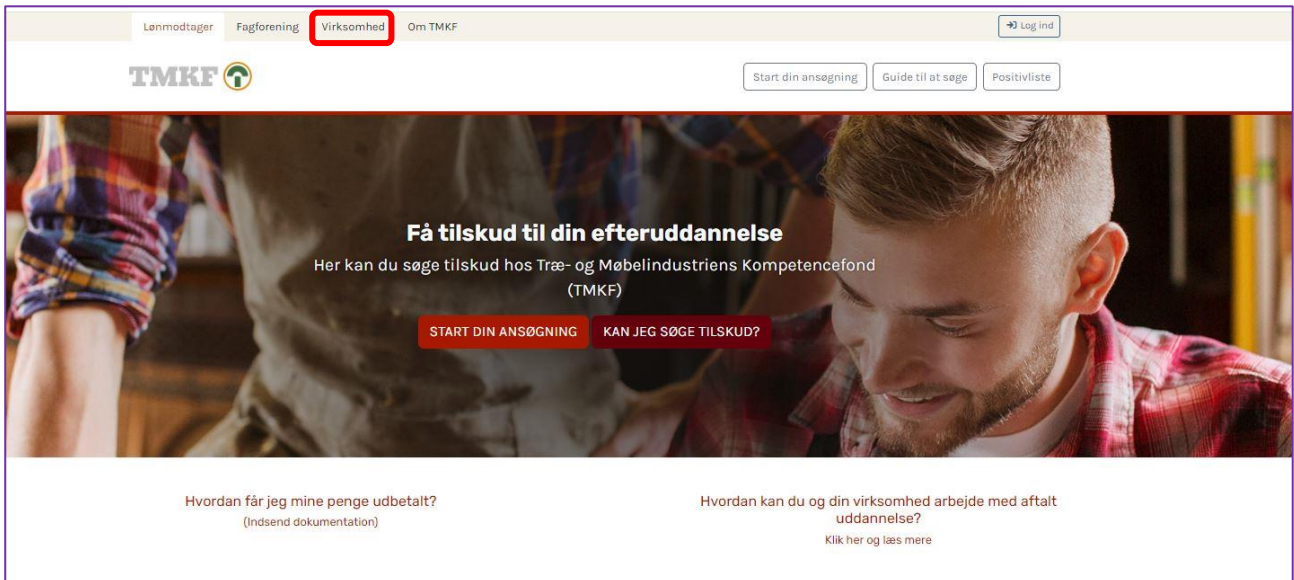 Lønmodtager Fagforening Virksomhed Om TMKF Log ind
TMKF Start din ansøgning Guide til at søge Positivliste
Få tilskud til din efteruddannelse
Her kan du søge tilskud hos Træ- og Møbelindustriens Kompetencefond
(TMKF)
START DIN ANSØGNING KAN JEG SØGE TILSKUD?
Hvordan får jeg mine penge udbetalt?
(Indsend dokumentation)
Hvordan kan du og din virksomhed arbejde med aftalt
uddannelse?
Klik her og læs mere